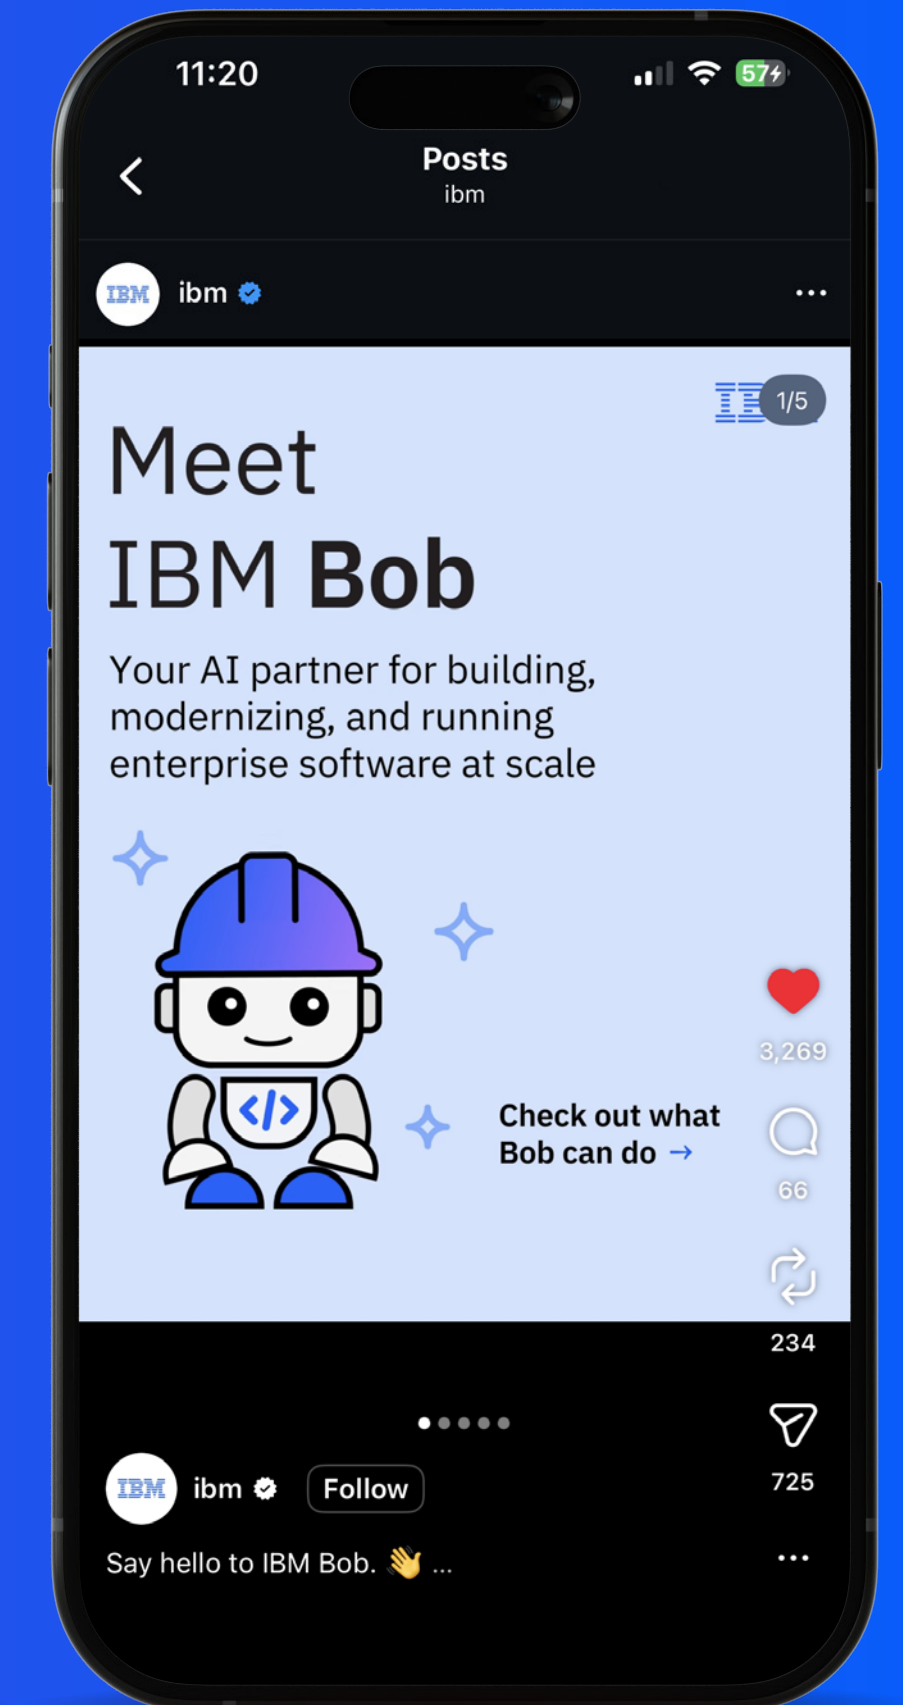 11:20
57
Posts
ibm
IBM
ibm
1/5
Meet
IBM Bob
Your AI partner for building,
modernizing, and running
enterprise software at scale
</>
Check out what
Bob can do →
3,269
66
234
725
IBM
ibm
Follow
Say hello to IBM Bob. 👋 ...